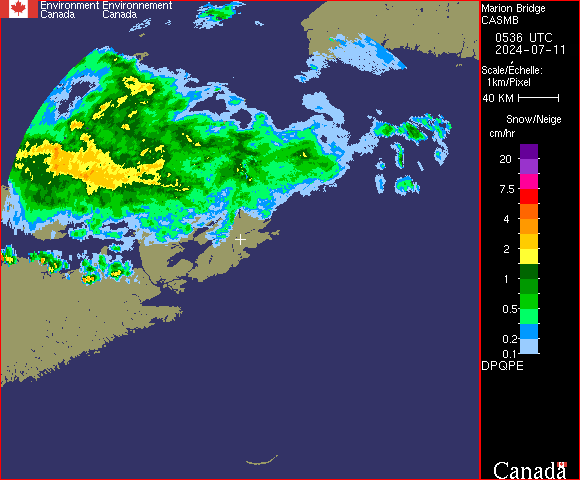 Environment Environnement
Canada Canada
Marion Bridge
CASMB
0536 UTC
2024-07-11
Scale/Échelle:
1km/Pixel
40 KM
Snow/Neige
cm/hr
20
7.5
4
2
1
0.5
0.2
0.1
DPQPE
Canada